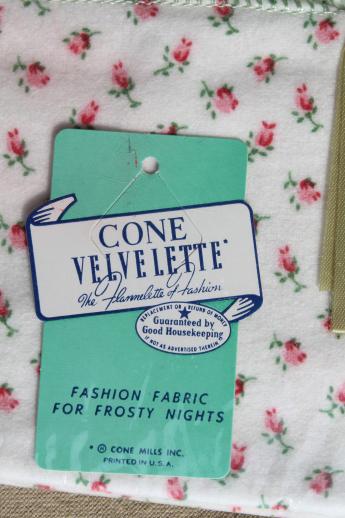 CONE
VELVELETTE*
The Flannelette of Fashion
REPLACEMENT OR REFUND OF MONEY
Guaranteed by
Good Housekeeping
IF NOT AS ADVERTISED THEREIN
FASHION FABRIC
FOR FROSTY NIGHTS
* © CONE MILLS INC.
PRINTED IN U.S.A.